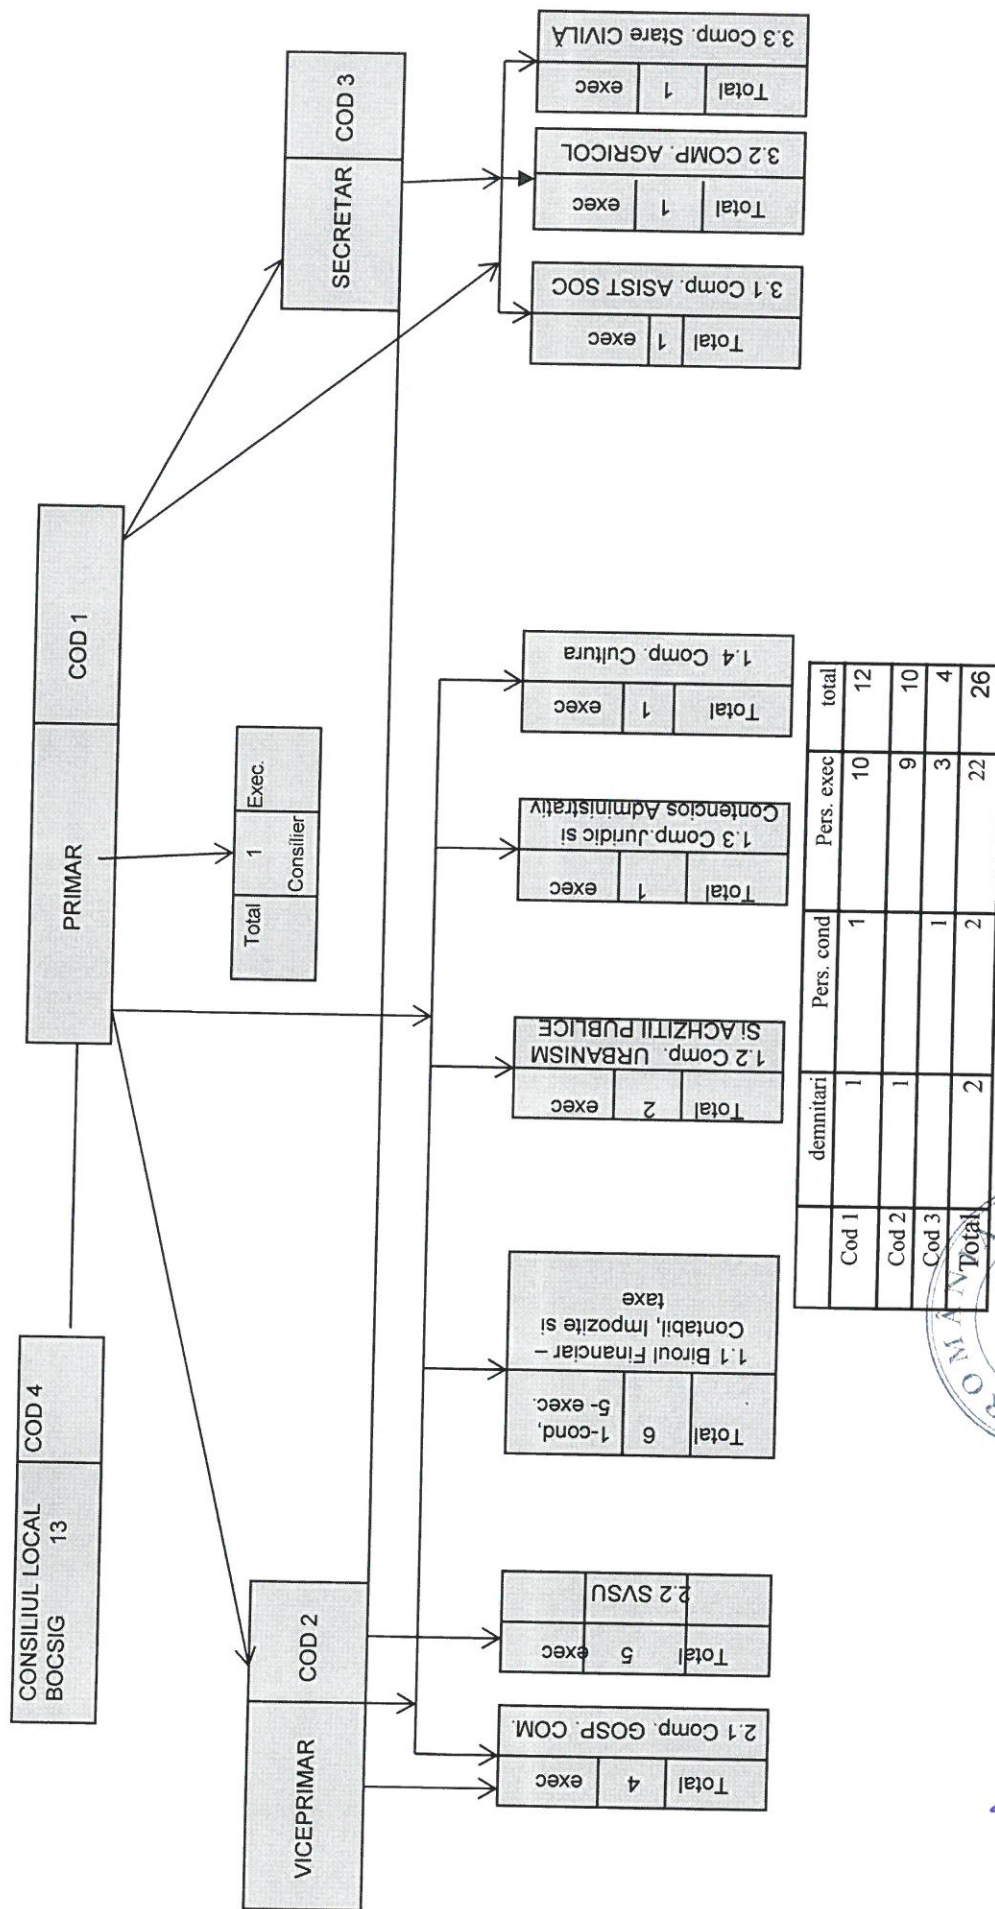 CONSILIUL LOCAL
BOCSIG 13
COD 4
PRIMAR
COD 1
Total
1
Consilier
Exec.
VICEPRIMAR
COD 2
SECRETAR
COD 3
2.1 Comp. GOSP. COM.
Total
4
exec
2.2 SVSU
Total
5
exec
1.1 Biroul Financiar –
Contabil, Impozite si
taxe
Total
6
1-cond,
5- exec.
1.2 Comp. URBANISM
Si ACHZITII PUBLICE
Total
2
exec
1.3 Comp.Juridic si
Contencios Administrativ
Total
1
exec
1.4 Comp. Cultura
Total
1
exec
3.1 Comp. ASIST SOC
Total
1
exec
3.2 COMP. AGRICOL
Total
1
exec
3.3 Comp. Stare CIVILĂ
Total
1
exec
demnitari Pers. cond Pers. exec total
Cod 1 1 1 10 12
Cod 2 1 9 10
Cod 3 1 3 4
Total 2 2 22 26
ROMÂN